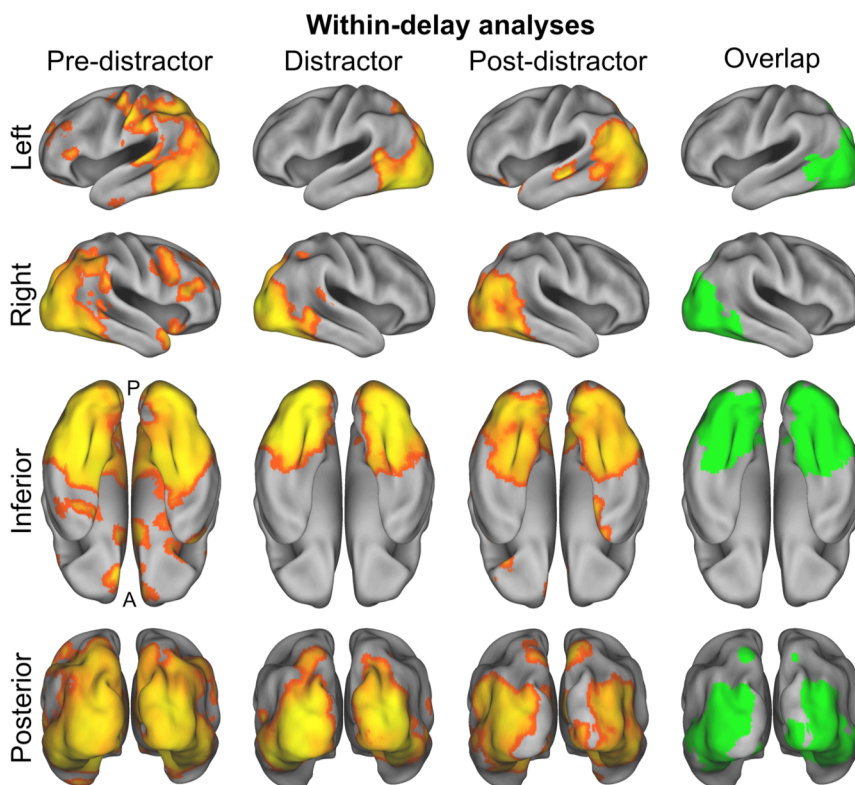 Within-delay analyses
Pre-distractor Distractor Post-distractor Overlap
Left
Right
P
Inferior
A
Posterior